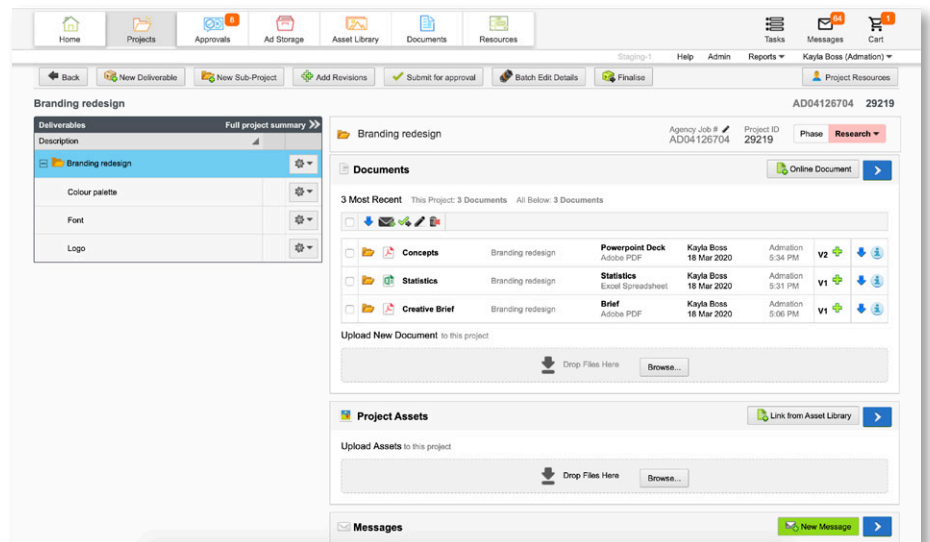 8 64 1
Home Projects Approvals Ad Storage Asset Library Documents Resources Tasks Messages Cart
Staging-1 Help Admin Reports Kayla Boss (Admation)
Back New Deliverable New Sub-Project Add Revisions Submit for approval Batch Edit Details Finalise Project Resources
Branding redesign AD04126704 29219
Deliverables Full project summary
Description
Branding redesign
Colour palette
Font
Logo
Branding redesign
Agency Job # Project ID
AD04126704 29219
Phase Research
Documents Online Document
3 Most Recent This Project: 3 Documents All Below: 3 Documents
Concepts Branding redesign Powerpoint Deck Kayla Boss Admation V2
Adobe PDF 18 Mar 2020 5:34 PM
Statistics Branding redesign Statistics Kayla Boss Admation V1
Excel Spreadsheet 18 Mar 2020 5:31 PM
Creative Brief Branding redesign Brief Kayla Boss Admation V1
Adobe PDF 18 Mar 2020 5:06 PM
Upload New Document to this project
Drop Files Here Browse...
Project Assets Link from Asset Library
Upload Assets to this project
Drop Files Here Browse...
Messages New Message